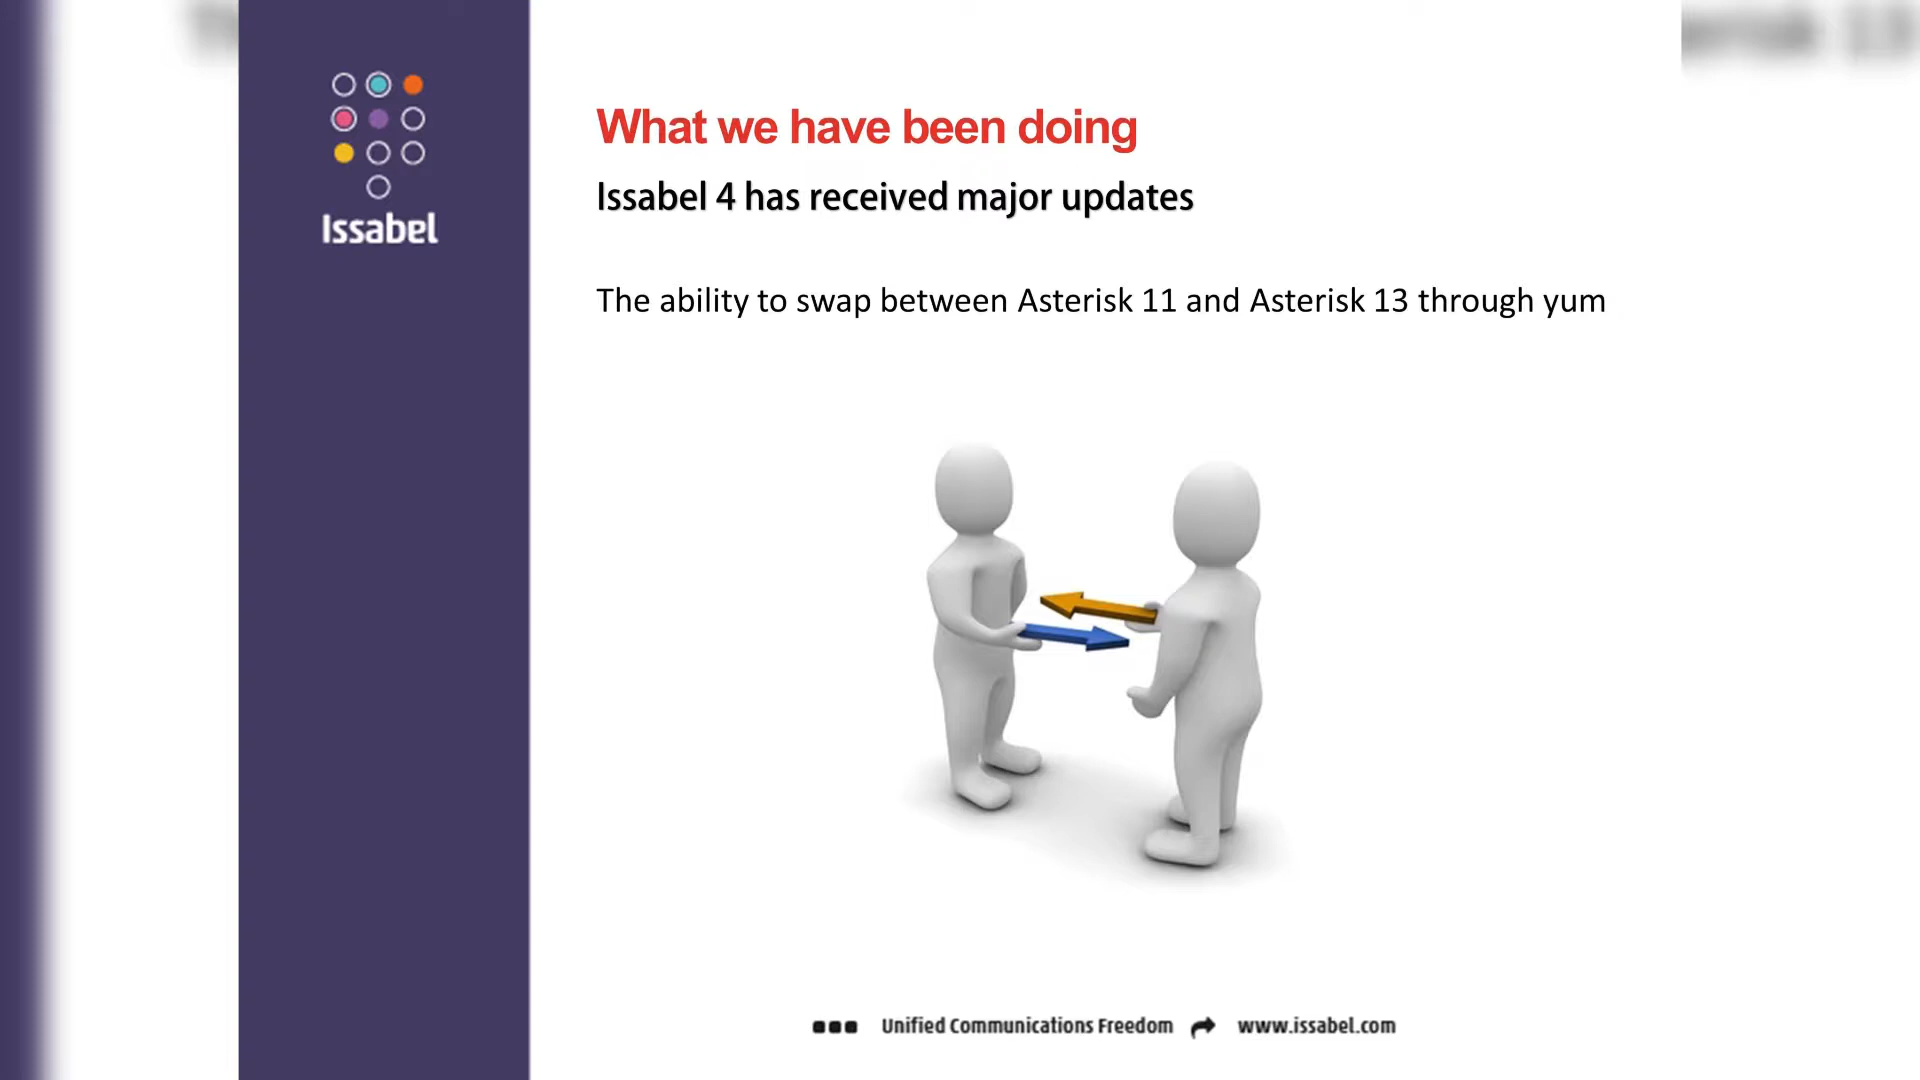 Issabel
What we have been doing
Issabel 4 has received major updates
The ability to swap between Asterisk 11 and Asterisk 13 through yum
Unified Communications Freedom www.issabel.com